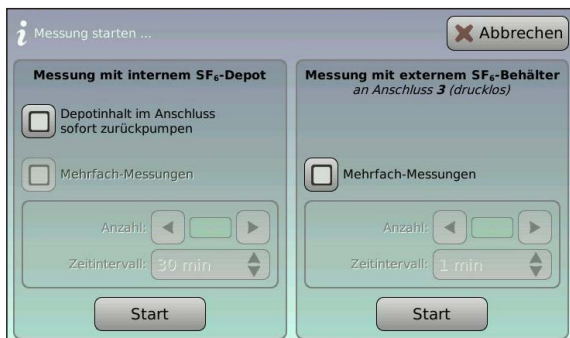 Messung starten ...
Abbrechen
Messung mit internem SF₆-Depot
Depotinhalt im Anschluss
sofort zurückpumpen
Mehrfach-Messungen
Anzahl:
Zeitintervall: 30 min
Start
Messung mit externem SF₆-Behälter
an Anschluss 3 (drucklos)
Mehrfach-Messungen
Anzahl:
Zeitintervall: 1 min
Start